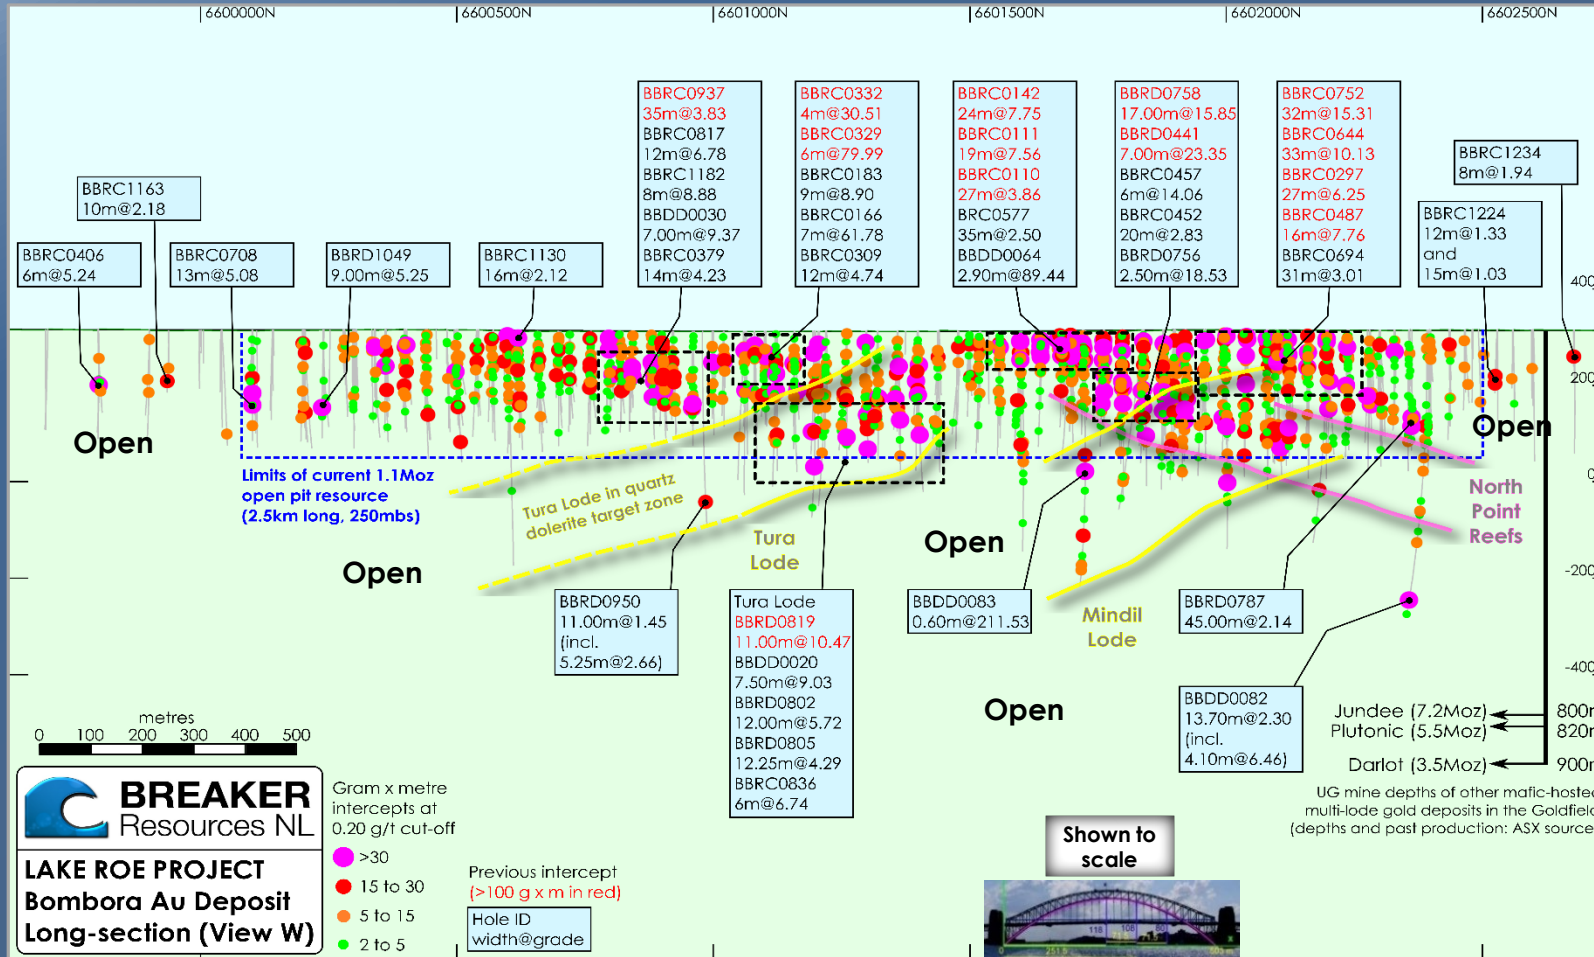 6600000N
6600500N
6601000N
6601500N
6602000N
6602500N
BBRC0937
35m@3.83
BBRC0817
12m@6.78
BBRC1182
8m@8.88
BBDD0030
7.00m@9.37
BBRC0379
14m@4.23
BBRC0332
4m@30.51
BBRC0329
6m@79.99
BBRC0183
9m@8.90
BBRC0166
7m@61.78
BBRC0309
12m@4.74
BBRC0142
24m@7.75
BBRC0111
19m@7.56
BBRC0110
27m@3.86
BRC0577
35m@2.50
BBDD0064
2.90m@89.44
BBRD0758
17.00m@15.85
BBRD0441
7.00m@23.35
BBRC0457
6m@14.06
BBRC0452
20m@2.83
BBRD0756
2.50m@18.53
BBRC0752
32m@15.31
BBRC0644
33m@10.13
BBRC0297
27m@6.25
BBRC0487
16m@7.76
BBRC0694
31m@3.01
BBRC1234
8m@1.94
BBRC1163
10m@2.18
BBRC1224
12m@1.33
and
15m@1.03
BBRC0406
6m@5.24
BBRC0708
13m@5.08
BBRD1049
9.00m@5.25
BBRC1130
16m@2.12
400
200
0
-200
-400
Open
Open
Limits of current 1.1Moz
open pit resource
(2.5km long, 250mbs)
Tura Lode in quartz
dolerite target zone
North
Point
Reefs
Tura
Lode
Open
Open
Mindil
Lode
BBRD0950
11.00m@1.45
(incl.
5.25m@2.66)
Tura Lode
BBRD0819
11.00m@10.47
BBDD0020
7.50m@9.03
BBRD0802
12.00m@5.72
BBRD0805
12.25m@4.29
BBRC0836
6m@6.74
BBDD0083
0.60m@211.53
BBRD0787
45.00m@2.14
Open
BBDD0082
13.70m@2.30
(incl.
4.10m@6.46)
Jundee (7.2Moz) 800m
Plutonic (5.5Moz) 820m
Darlot (3.5Moz) 900m
UG mine depths of other mafic-hosted
multi-lode gold deposits in the Goldfield
(depths and past production: ASX source
metres
0 100 200 300 400 500
BREAKER
Resources NL
LAKE ROE PROJECT
Bombora Au Deposit
Long-section (View W)
Gram x metre
intercepts at
0.20 g/t cut-off
>30
15 to 30
5 to 15
2 to 5
Previous intercept
(>100 g x m in red)
Hole ID
width@grade
Shown to
scale
118
108